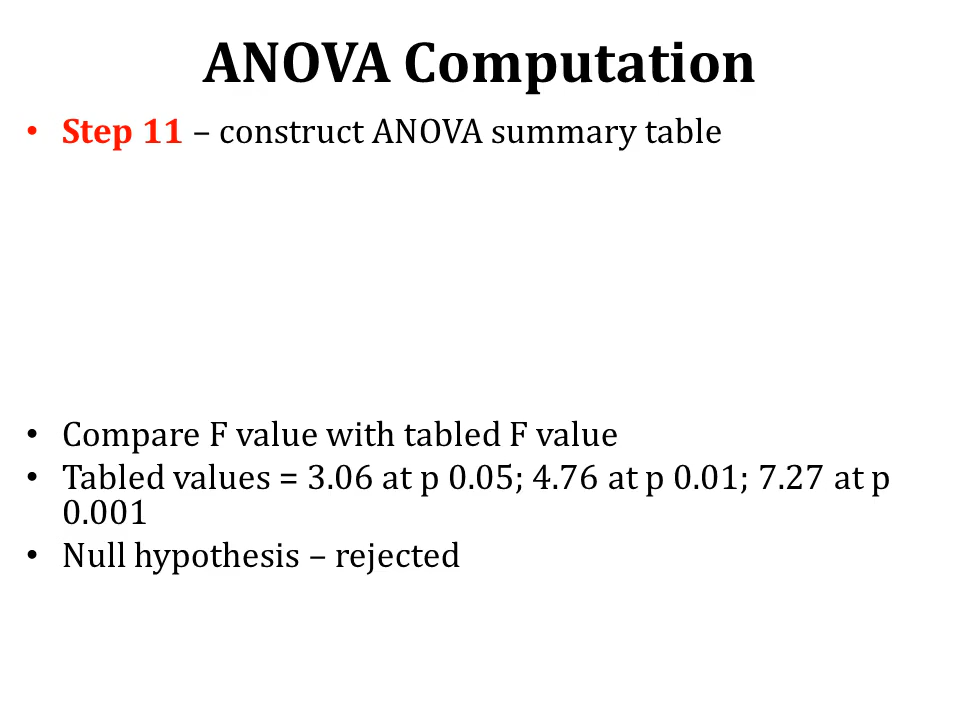 ANOVA Computation
• Step 11 – construct ANOVA summary table
• Compare F value with tabled F value
• Tabled values = 3.06 at p 0.05; 4.76 at p 0.01; 7.27 at p
0.001
• Null hypothesis – rejected